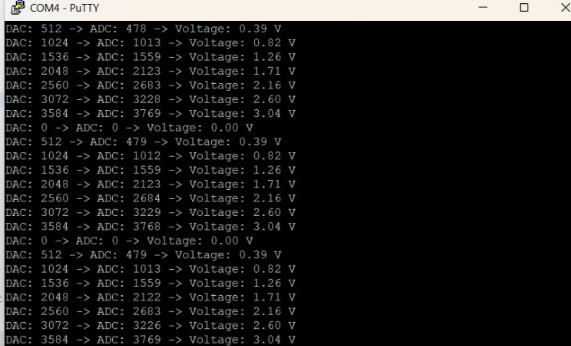 COM4 - PuTTY
DAC: 512 -> ADC: 478 -> Voltage: 0.39 V
DAC: 1024 -> ADC: 1013 -> Voltage: 0.82 V
DAC: 1536 -> ADC: 1559 -> Voltage: 1.26 V
DAC: 2048 -> ADC: 2123 -> Voltage: 1.71 V
DAC: 2560 -> ADC: 2683 -> Voltage: 2.16 V
DAC: 3072 -> ADC: 3228 -> Voltage: 2.60 V
DAC: 3584 -> ADC: 3769 -> Voltage: 3.04 V
DAC: 0 -> ADC: 0 -> Voltage: 0.00 V
DAC: 512 -> ADC: 479 -> Voltage: 0.39 V
DAC: 1024 -> ADC: 1012 -> Voltage: 0.82 V
DAC: 1536 -> ADC: 1559 -> Voltage: 1.26 V
DAC: 2048 -> ADC: 2123 -> Voltage: 1.71 V
DAC: 2560 -> ADC: 2684 -> Voltage: 2.16 V
DAC: 3072 -> ADC: 3229 -> Voltage: 2.60 V
DAC: 3584 -> ADC: 3768 -> Voltage: 3.04 V
DAC: 0 -> ADC: 0 -> Voltage: 0.00 V
DAC: 512 -> ADC: 479 -> Voltage: 0.39 V
DAC: 1024 -> ADC: 1013 -> Voltage: 0.82 V
DAC: 1536 -> ADC: 1559 -> Voltage: 1.26 V
DAC: 2048 -> ADC: 2122 -> Voltage: 1.71 V
DAC: 2560 -> ADC: 2683 -> Voltage: 2.16 V
DAC: 3072 -> ADC: 3226 -> Voltage: 2.60 V
DAC: 3584 -> ADC: 3769 -> Voltage: 3.04 V